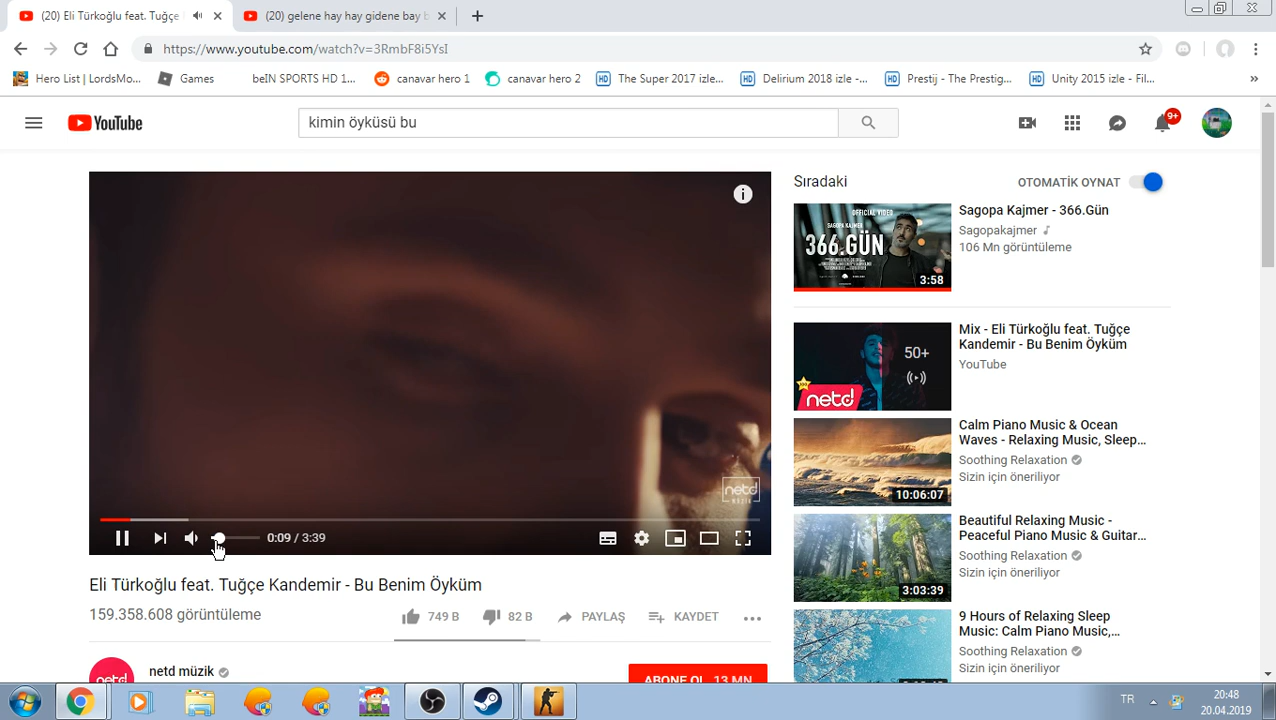 (20) Eli Türkoğlu feat. Tuğçe
(20) gelene hay hay gidene bay b
https://www.youtube.com/watch?v=3RmbF8i5YsI
Hero List | LordsMo...
Games
beIN SPORTS HD 1...
canavar hero 1
canavar hero 2
The Super 2017 izle...
Delirium 2018 izle -...
Prestij - The Prestig...
Unity 2015 izle - Fil...
YouTube
kimin öyküsü bu
9+
Sıradaki
OTOMATİK OYNAT
OFFICIAL VIDEO
SAGOPA KAJMER
366.GÜN
3:58
Sagopa Kajmer - 366.Gün
Sagopakajmer
106 Mn görüntüleme
50+
netd
Mix - Eli Türkoğlu feat. Tuğçe
Kandemir - Bu Benim Öyküm
YouTube
10:06:07
Calm Piano Music & Ocean
Waves - Relaxing Music, Sleep...
Soothing Relaxation
Sizin için öneriliyor
3:03:39
Beautiful Relaxing Music -
Peaceful Piano Music & Guitar...
Soothing Relaxation
Sizin için öneriliyor
9 Hours of Relaxing Sleep
Music: Calm Piano Music,...
Soothing Relaxation
Sizin için öneriliyor
netd
MÜZİK
0:09 / 3:39
Eli Türkoğlu feat. Tuğçe Kandemir - Bu Benim Öyküm
159.358.608 görüntüleme
749 B
82 B
PAYLAŞ
KAYDET
netd
netd müzik
ABONE OL 13 MN
TR
20:48
20.04.2019